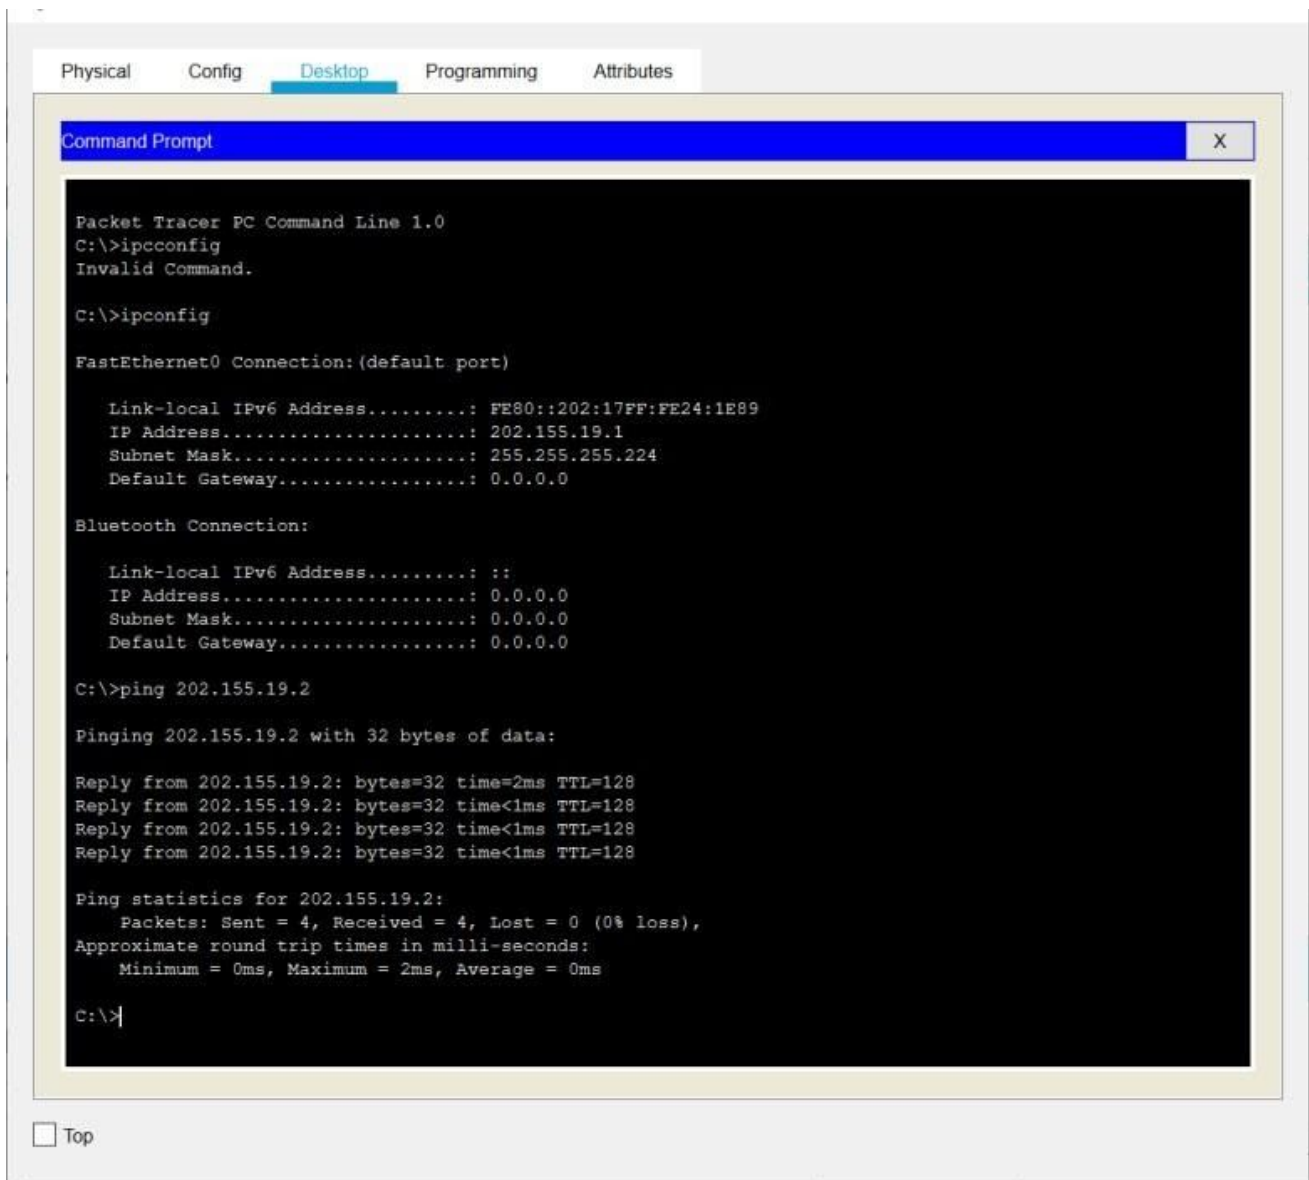 Physical Config Desktop Programming Attributes
Command Prompt X
Packet Tracer PC Command Line 1.0
C:\>ipcconfig
Invalid Command.
C:\>ipconfig
FastEthernet0 Connection:(default port)
Link-local IPv6 Address.........: FE80::202:17FF:FE24:1E89
IP Address......................: 202.155.19.1
Subnet Mask.....................: 255.255.255.224
Default Gateway.................: 0.0.0.0
Bluetooth Connection:
Link-local IPv6 Address.........: ::
IP Address......................: 0.0.0.0
Subnet Mask.....................: 0.0.0.0
Default Gateway.................: 0.0.0.0
C:\>ping 202.155.19.2
Pinging 202.155.19.2 with 32 bytes of data:
Reply from 202.155.19.2: bytes=32 time=2ms TTL=128
Reply from 202.155.19.2: bytes=32 time<1ms TTL=128
Reply from 202.155.19.2: bytes=32 time<1ms TTL=128
Reply from 202.155.19.2: bytes=32 time<1ms TTL=128
Ping statistics for 202.155.19.2:
Packets: Sent = 4, Received = 4, Lost = 0 (0% loss),
Approximate round trip times in milli-seconds:
Minimum = 0ms, Maximum = 2ms, Average = 0ms
C:\>
Top